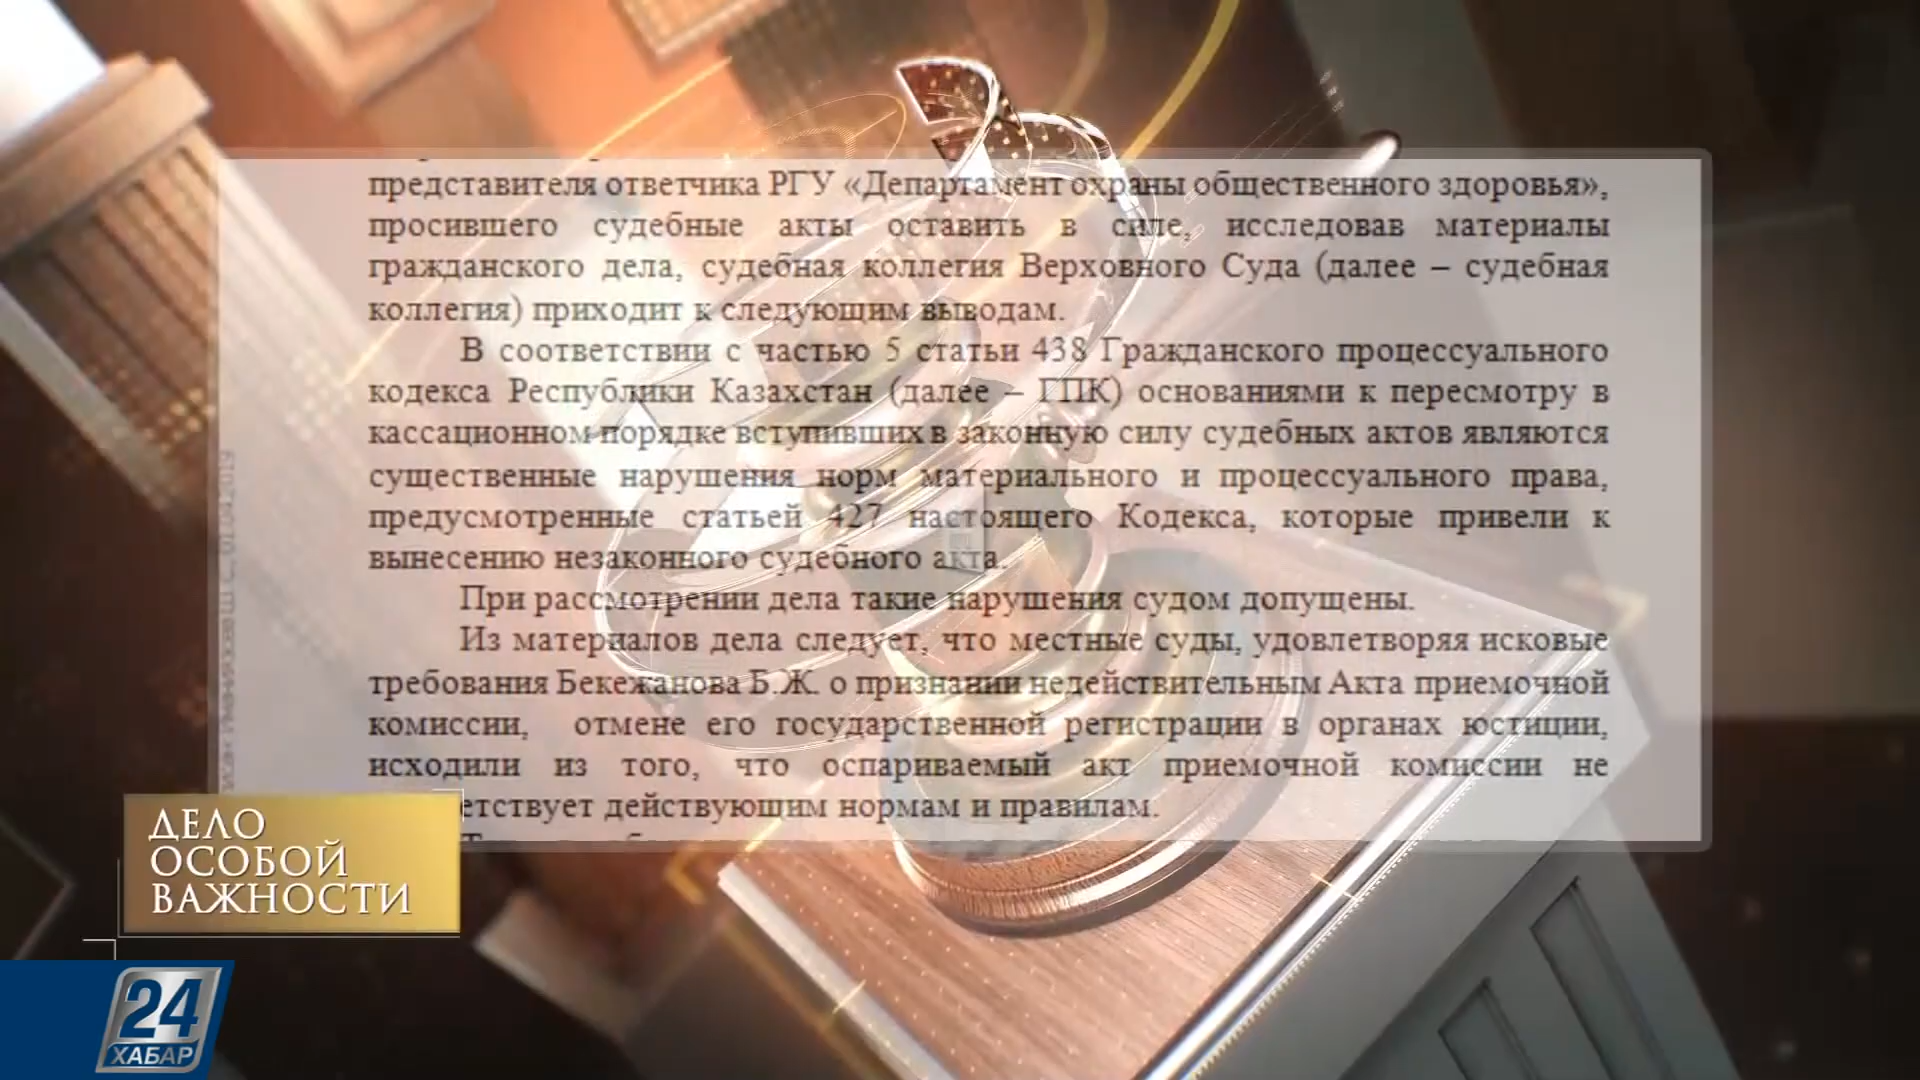 представителя ответчика РГУ «Департамент охраны общественного здоровья»,
просившего судебные акты оставить в силе, исследовав материалы
гражданского дела, судебная коллегия Верховного Суда (далее – судебная
коллегия) приходит к следующим выводам.
В соответствии с частью 5 статьи 438 Гражданского процессуального
кодекса Республики Казахстан (далее – ГПК) основаниями к пересмотру в
кассационном порядке вступивших в законную силу судебных актов являются
существенные нарушения норм материального и процессуального права,
предусмотренные статьей 427 настоящего Кодекса, которые привели к
вынесению незаконного судебного акта.
При рассмотрении дела такие нарушения судом допущены.
Из материалов дела следует, что местные суды, удовлетворяя исковые
требования Бекежанова Б.Ж. о признании недействительным Акта приемочной
комиссии, отмене его государственной регистрации в органах юстиции,
исходили из того, что оспариваемый акт приемочной комиссии не
етствует действующим нормам и правилам.
ДЕЛО
ОСОБОЙ
ВАЖНОСТИ
24
ХАБАР